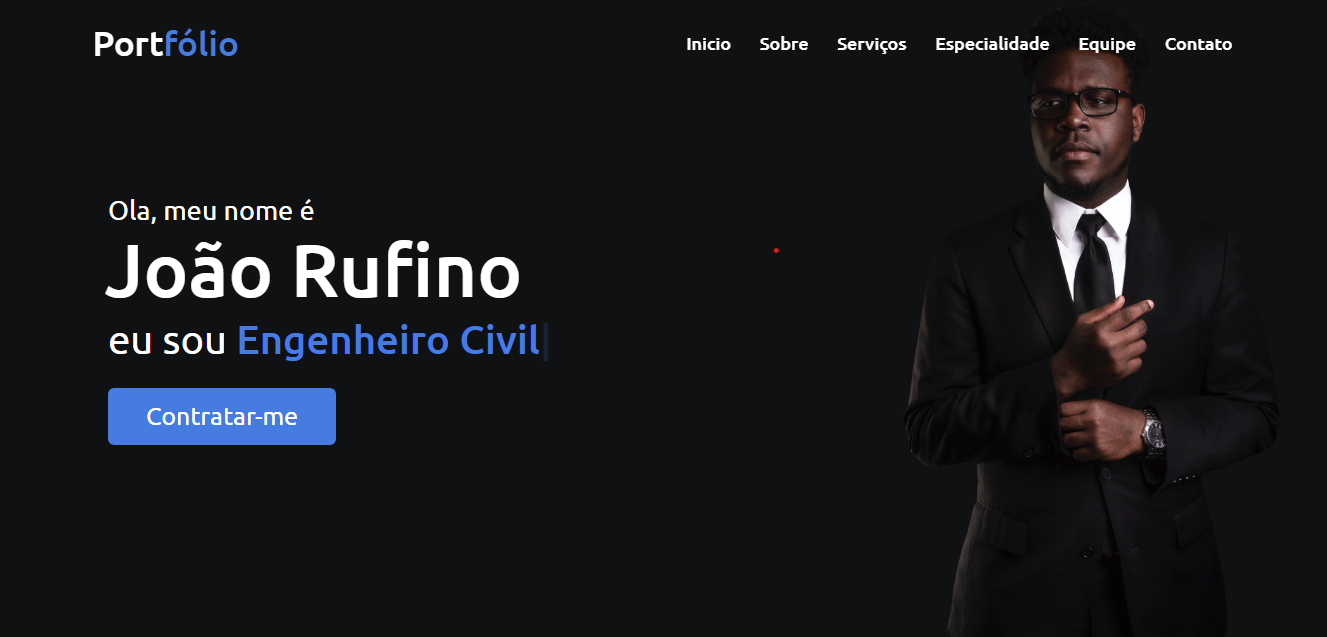 Portfólio
Inicio Sobre Serviços Especialidade Equipe Contato
Ola, meu nome é
João Rufino
eu sou Engenheiro Civil
Contratar-me